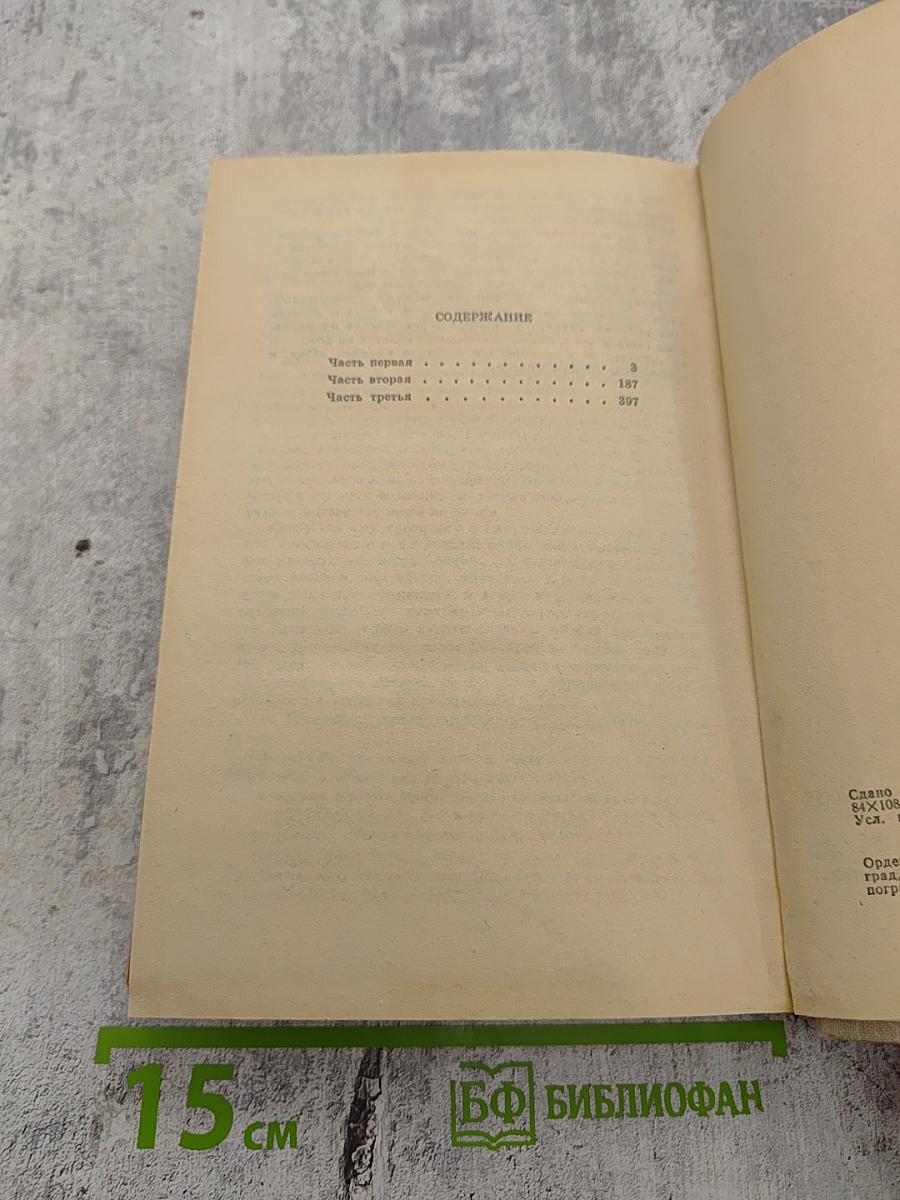 СОДЕРЖАНИЕ
Часть первая . . . . . . . . . . . . 3
Часть вторая . . . . . . . . . . . . 187
Часть третья . . . . . . . . . . . 397
Сдано
84×108
Усл.
Орде
град,
погр
15 см
БФ БИБЛИОФАН